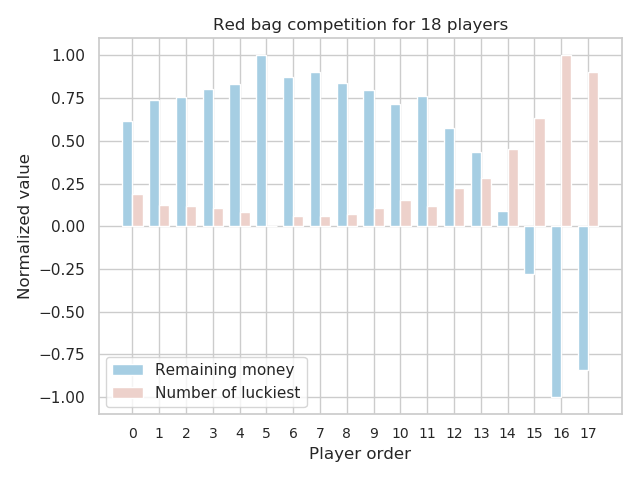 Red bag competition for 18 players
1.00
0.75
0.50
0.25
0.00
−0.25
−0.50
−0.75
−1.00
Normalized value
Remaining money
Number of luckiest
0 1 2 3 4 5 6 7 8 9 10 11 12 13 14 15 16 17
Player order